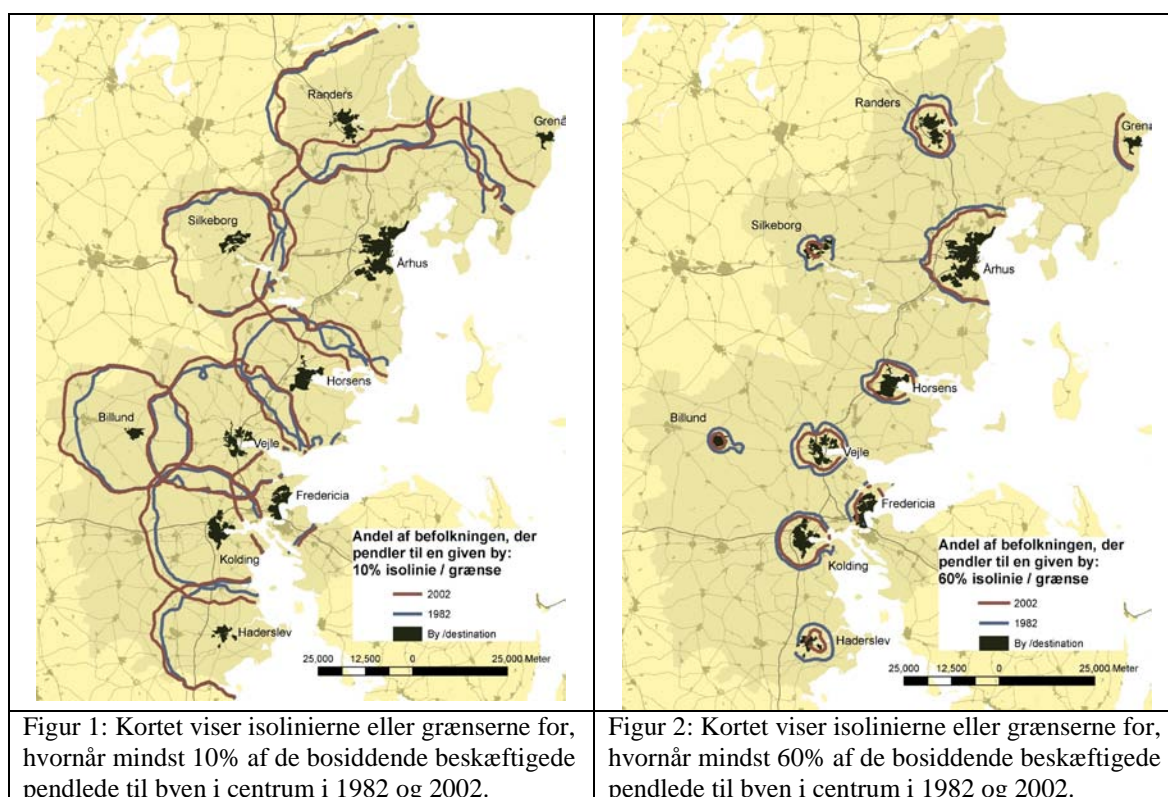 Randers
Grenå
Silkeborg
Århus
Horsens
Billund
Vejle
Fredericia
Kolding
Haderslev
Andel af befolkningen, der
pendler til en given by:
10% isolinie / grænse
2002
1982
By /destination
25,000 12,500 0 25,000 Meter
Randers
Grenå
Silkeborg
Århus
Horsens
Billund
Vejle
Fredericia
Kolding
Haderslev
Andel af befolkningen, der
pendler til en given by:
60% isolinie / grænse
2002
1982
By /destination
25,000 12,500 0 25,000 Meter
Figur 1: Kortet viser isolinierne eller grænserne for,
hvornår mindst 10% af de bosiddende beskæftigede
pendlede til byen i centrum i 1982 og 2002.
Figur 2: Kortet viser isolinierne eller grænserne for,
hvornår mindst 60% af de bosiddende beskæftigede
pendlede til byen i centrum i 1982 og 2002.